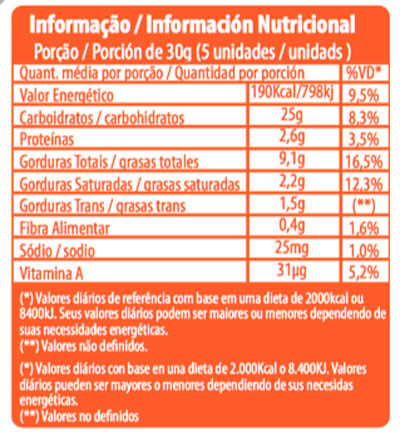 Informação / Información Nutricional
Porção / Porción de 30g (5 unidades / unidads )
Quant. média por porção / Quantidad por porción %VD*
Valor Energético 190Kcal/798kj 9,5%
Carboidratos / carbohidratos 25g 8,3%
Proteínas 2,6g 3,5%
Gorduras Totais / grasas totales 9,1g 16,5%
Gorduras Saturadas / grasas saturadas 2,2g 12,3%
Gorduras Trans / grasas trans 1,5g (**)
Fibra Alimentar 0,4g 1,6%
Sódio / sodio 25mg 1,0%
Vitamina A 31µg 5,2%
(*) Valores diários de referência com base em uma dieta de 2000kcal ou
8400kJ. Seus valores diários podem ser maiores ou menores dependendo de
suas necessidades energéticas.
(**) Valores não definidos.
(*) Valores diários con base en una dieta de 2.000Kcal o 8.400KJ. Valores
diários pueden ser mayores o menores dependiendo de sus necesidas
energéticas.
(**) Valores no definidos